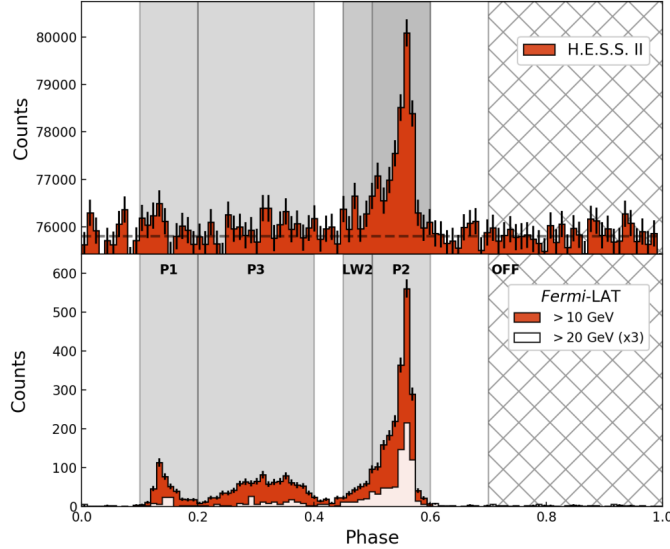 80000
79000
78000
77000
76000
Counts
H.E.S.S. II
P1
P3
LW2
P2
OFF
600
500
400
300
200
100
0
Counts
Fermi-LAT
> 10 GeV
> 20 GeV (x3)
0.0
0.2
0.4
0.6
0.8
1.0
Phase